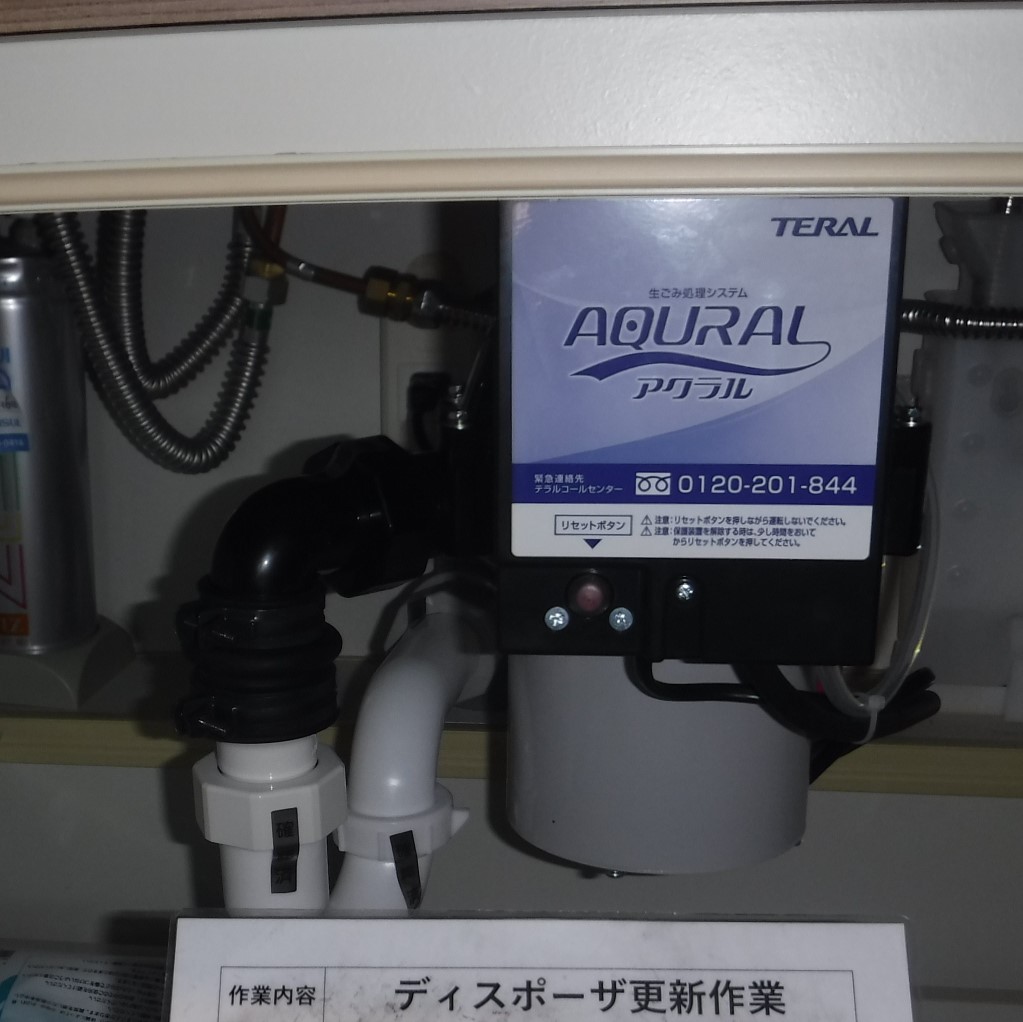 TERAL
生ごみ処理システム
AQURAL
アクラル
緊急連絡先
テラルコールセンター
0120-201-844
リセットボタン
⚠注意：リセットボタンを押しながら運転しないでください。
⚠注意：保護装置を解除する時は、少し時間をおいて
からリセットボタンを押してください。
確
済
作業内容
ディスポーザ更新作業